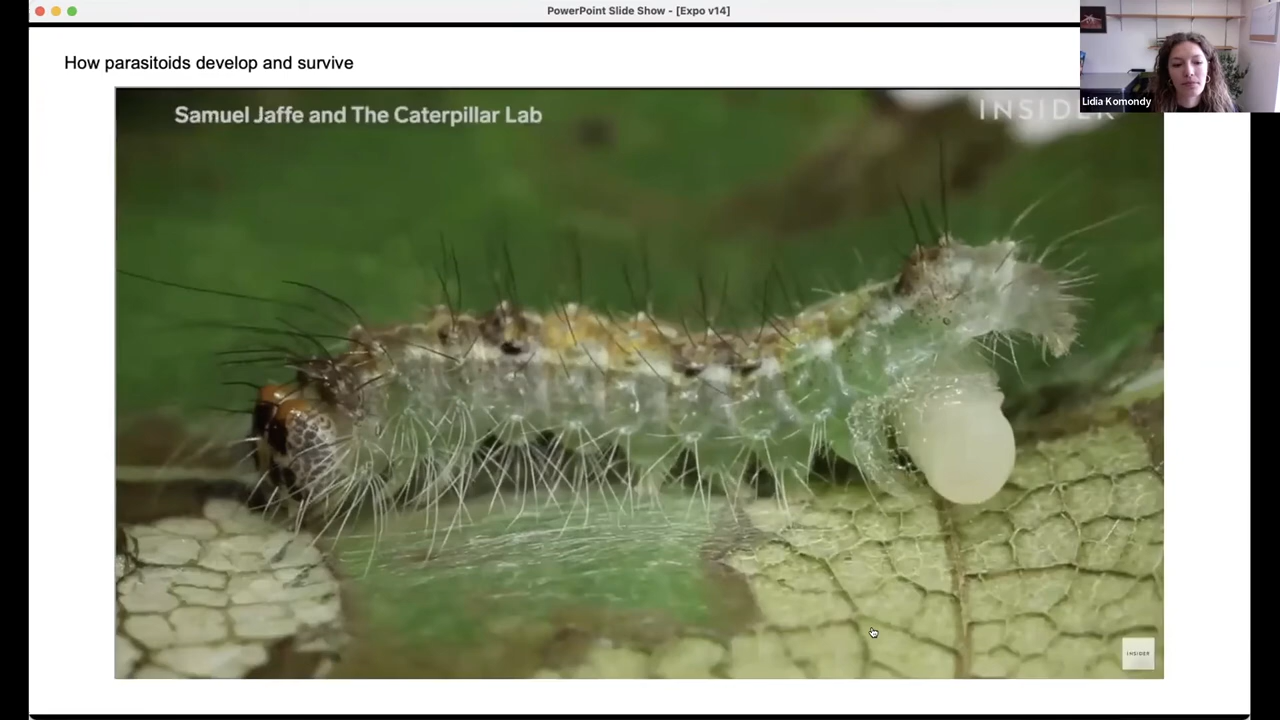 PowerPoint Slide Show - [Expo v14]
How parasitoids develop and survive
Samuel Jaffe and The Caterpillar Lab
INSIDER
Lidia Komondy
INSIDER